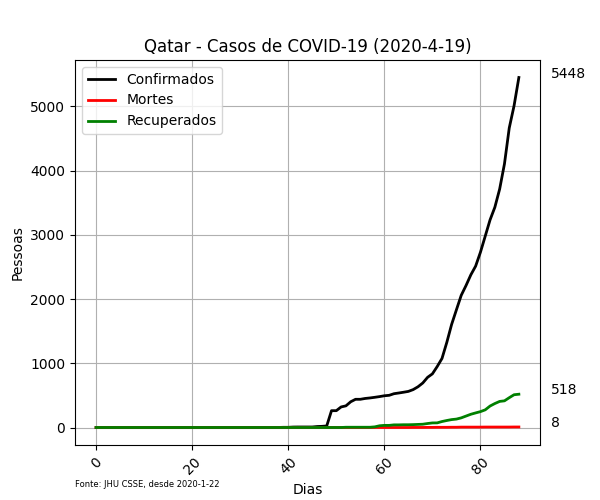 Qatar - Casos de COVID-19 (2020-4-19)
Confirmados
Mortes
Recuperados
5448
518
8
Pessoas
5000
4000
3000
2000
1000
0
0
20
40
60
80
Dias
Fonte: JHU CSSE, desde 2020-1-22